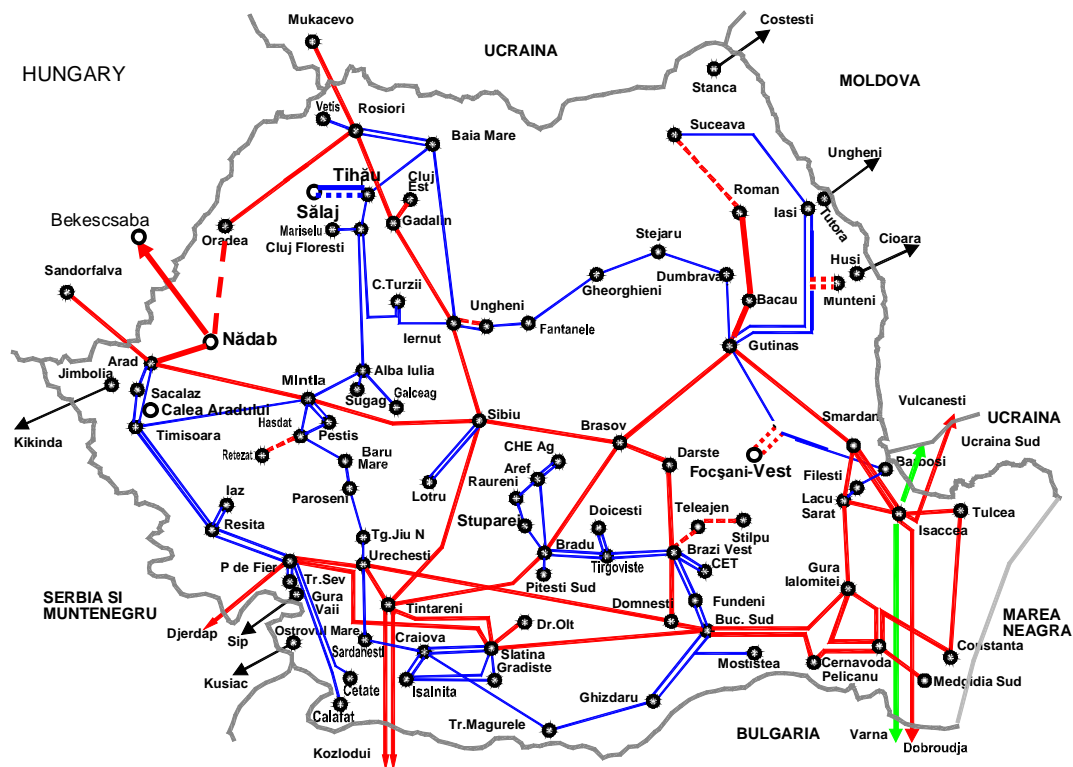 Mukacevo
Costesti
UCRAINA
HUNGARY
MOLDOVA
Stanca
Vetis
Rosiori
Suceava
Baia Mare
Ungheni
Tihău
Cluj
Est
Roman
Sălaj
Iasi
Tutora
Bekescsaba
Oradea
Mariselu
Gadalin
Cluj Floresti
Stejaru
Cioara
Sandorfalva
Husi
Dumbrava
C.Turzii
Gheorghieni
Munteni
Ungheni
Bacau
Iernut
Fantanele
Nădab
Gutinas
Arad
Jimbolia
Alba Iulia
MIntIa
Sacalaz
Sugag
Galceag
Vulcanesti
Calea Aradului
Sibiu
Smardan
UCRAINA
Kikinda
Timisoara
Hasdat
Pestis
Brasov
Ucraina Sud
CHE Ag
Retezat
Baru
Mare
Darste
Focşani-Vest
Barbosi
Aref
Raureni
Filesti
Iaz
Paroseni
Lotru
Lacu
Sarat
Doicesti
Teleajen
Tulcea
Resita
Stuparei
Stilpu
Isaccea
Tg.Jiu N
Urechesti
Bradu
Brazi Vest
P de Fier
Tirgoviste
CET
Tr.Sev
Pitesti Sud
Gura
Ialomitei
SERBIA SI
MUNTENEGRU
Gura
Vaii
Tintareni
Fundeni
Domnesti
MAREA
NEAGRA
Djerdap
Sip
Ostrovul Mare
Dr.Olt
Buc. Sud
Craiova
Sardanesti
Slatina
Constanta
Gradiste
Mostistea
Cernavoda
Kusiac
Pelicanu
Medgidia Sud
Cetate
Isalnita
Ghizdaru
Calafat
Tr.Magurele
BULGARIA
Varna
Kozlodui
Dobroudja